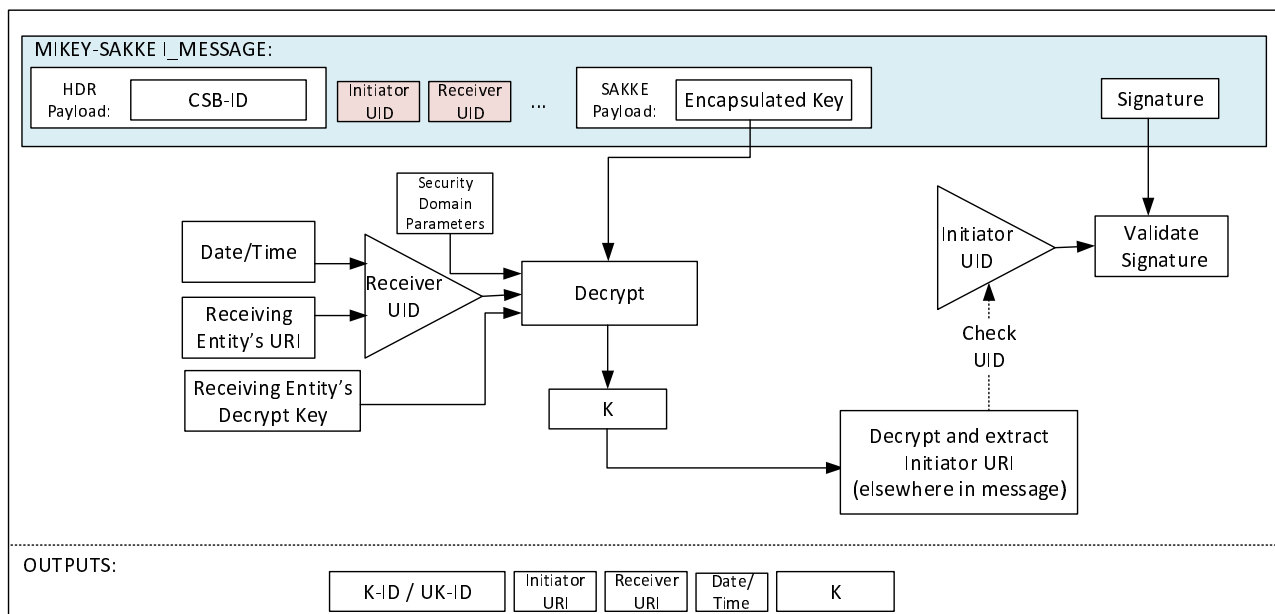 MIKEY-SAKKE I_MESSAGE:
HDR
Payload:
CSB-ID
Initiator
UID
Receiver
UID
...
SAKKE
Payload:
Encapsulated Key
Signature
Security
Domain
Parameters
Date/Time
Receiving
Entity’s URI
Receiver
UID
Receiving Entity’s
Decrypt Key
Decrypt
K
Initiator
UID
Validate
Signature
Check
UID
Decrypt and extract
Initiator URI
(elsewhere in message)
OUTPUTS:
K-ID / UK-ID
Initiator
URI
Receiver
URI
Date/
Time
K